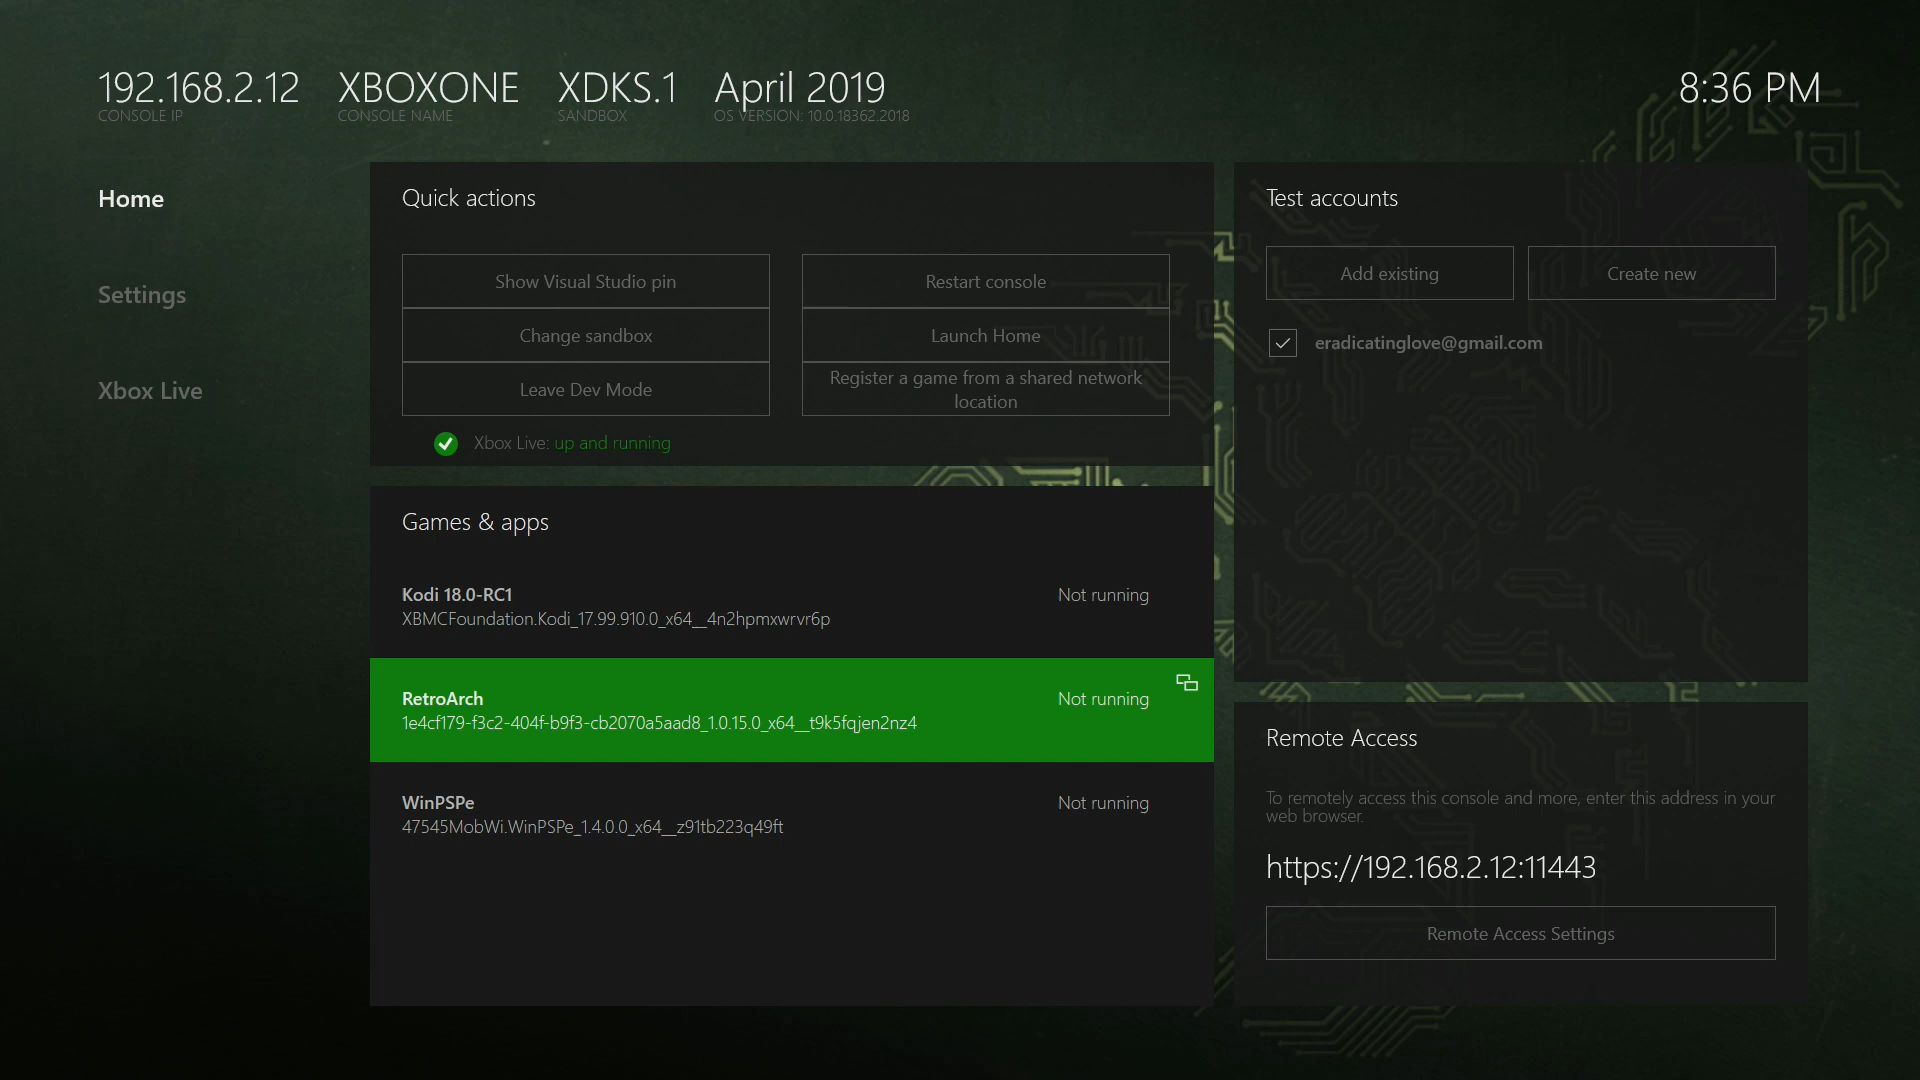 192.168.2.12
CONSOLE IP
XBOXONE
CONSOLE NAME
XDKS.1
SANDBOX
April 2019
OS VERSION: 10.0.18362.2018
8:36 PM
Home
Settings
Xbox Live
Quick actions
Show Visual Studio pin
Change sandbox
Leave Dev Mode
Restart console
Launch Home
Register a game from a shared network
location
Xbox Live: up and running
Games & apps
Kodi 18.0-RC1
Not running
XBMCFoundation.Kodi_17.99.910.0_x64__4n2hpmxwrvr6p
RetroArch
Not running
1e4cf179-f3c2-404f-b9f3-cb2070a5aad8_1.0.15.0_x64__t9k5fqjen2nz4
WinPSPe
Not running
47545MobWi.WinPSPe_1.4.0.0_x64__z91tb223q49ft
Test accounts
Add existing
Create new
eradicatinglove@gmail.com
Remote Access
To remotely access this console and more, enter this address in your
web browser.
https://192.168.2.12:11443
Remote Access Settings